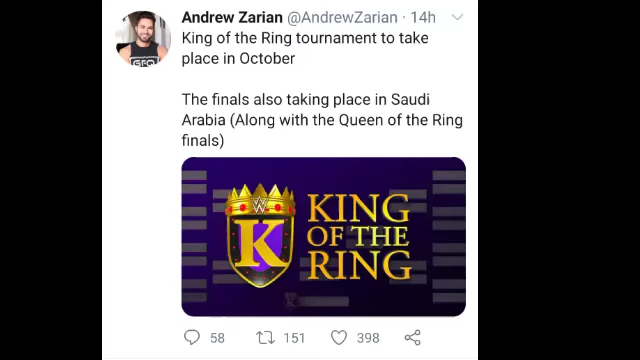 Andrew Zarian @AndrewZarian · 14h
King of the Ring tournament to take
place in October
The finals also taking place in Saudi
Arabia (Along with the Queen of the Ring
finals)
W
K
KING
OF THE
RING
58 151 398
GFQ